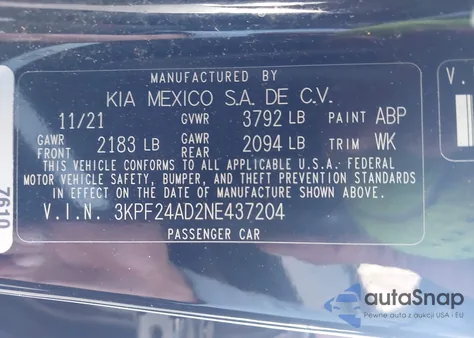 MANUFACTURED BY
KIA MEXICO S.A. DE C.V.
11/21 GVWR 3792 LB PAINT ABP
GAWR FRONT 2183 LB GAWR REAR 2094 LB TRIM WK
THIS VEHICLE CONFORMS TO ALL APPLICABLE U.S.A. FEDERAL
MOTOR VEHICLE SAFETY, BUMPER, AND THEFT PREVENTION STANDARDS
IN EFFECT ON THE DATE OF MANUFACTURE SHOWN ABOVE.
V.I.N. 3KPF24AD2NE437204
PASSENGER CAR
7610
V.
autoSnap
Pewne auta z aukcji USA - EU